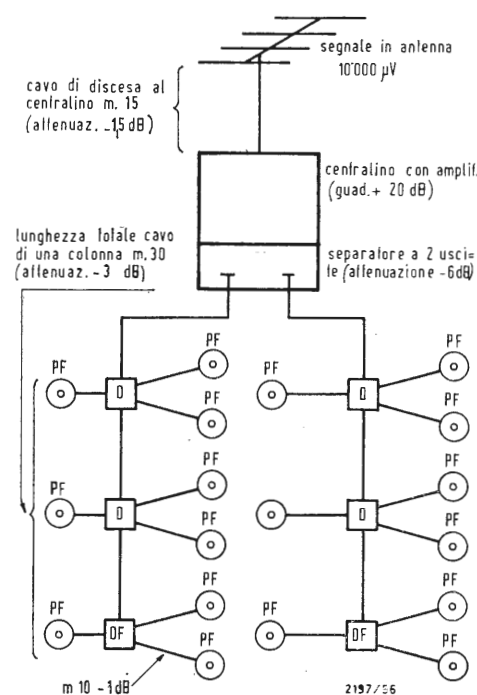 segnale in antenna
10'000 µV
cavo di discesa al
centralino m. 15
(attenuaz. -1,5 dB)
centralino con amplif.
(guad. + 20 dB)
lunghezza totale cavo
di una colonna m. 30
(attenuaz. -3 dB)
separatore a 2 usci=
te (attenuazione -6dB)
PF
PF
PF
PF
D
PF
D
PF
PF
PF
PF
PF
D
PF
D
PF
PF
PF
PF
PF
DF
PF
DF
PF
m 10 -1dB
2197/56